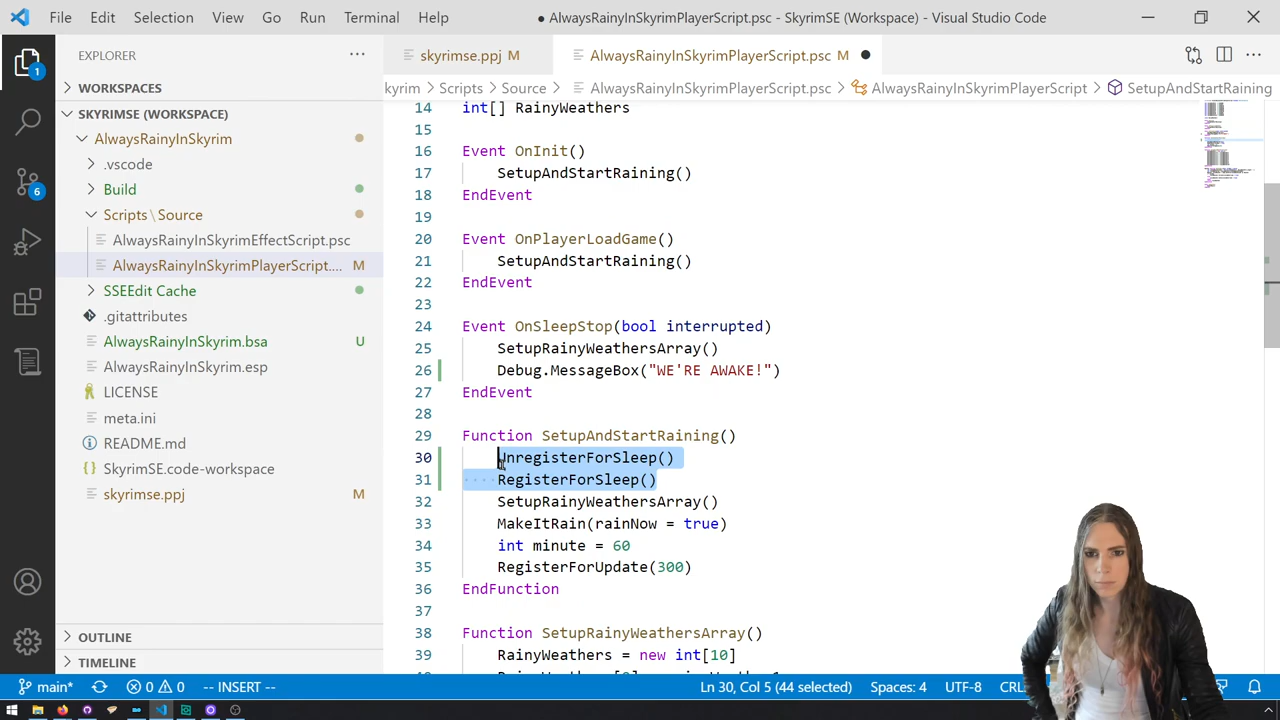 File Edit Selection View Go Run Terminal Help
● AlwaysRainyInSkyrimPlayerScript.psc - SkyrimSE (Workspace) - Visual Studio Code
EXPLORER
skyrimse.ppj M
AlwaysRainyInSkyrimPlayerScript.psc M
WORKSPACES
kyrim > Scripts > Source > AlwaysRainyInSkyrimPlayerScript.psc > AlwaysRainyInSkyrimPlayerScript > SetupAndStartRaining
SKYRIMSE (WORKSPACE)
AlwaysRainyInSkyrim
.vscode
Build
Scripts\Source
AlwaysRainyInSkyrimEffectScript.psc
AlwaysRainyInSkyrimPlayerScript.... M
SSEEdit Cache
.gitattributes
AlwaysRainyInSkyrim.bsa U
AlwaysRainyInSkyrim.esp
LICENSE
meta.ini
README.md
SkyrimSE.code-workspace
skyrimse.ppj M
OUTLINE
TIMELINE
1
6
14 int[] RainyWeathers
15
16 Event OnInit()
17 SetupAndStartRaining()
18 EndEvent
19
20 Event OnPlayerLoadGame()
21 SetupAndStartRaining()
22 EndEvent
23
24 Event OnSleepStop(bool interrupted)
25 SetupRainyWeathersArray()
26 Debug.MessageBox("WE'RE AWAKE!")
27 EndEvent
28
29 Function SetupAndStartRaining()
30 UnregisterForSleep()
31 ····RegisterForSleep()
32 SetupRainyWeathersArray()
33 MakeItRain(rainNow = true)
34 int minute = 60
35 RegisterForUpdate(300)
36 EndFunction
37
38 Function SetupRainyWeathersArray()
39 RainyWeathers = new int[10]
main* 0 0 -- INSERT -- Ln 30, Col 5 (44 selected) Spaces: 4 UTF-8 CRL